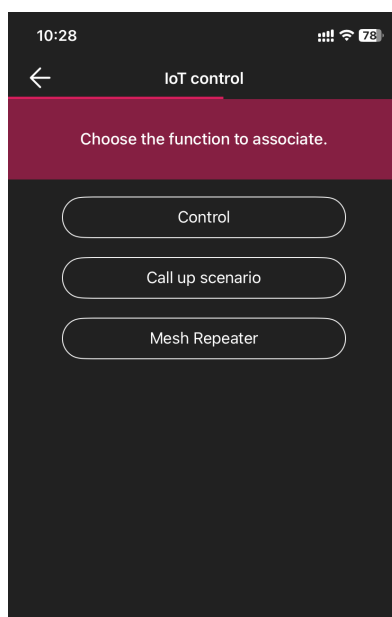 10:28
78
IoT control
Choose the function to associate.
Control
Call up scenario
Mesh Repeater